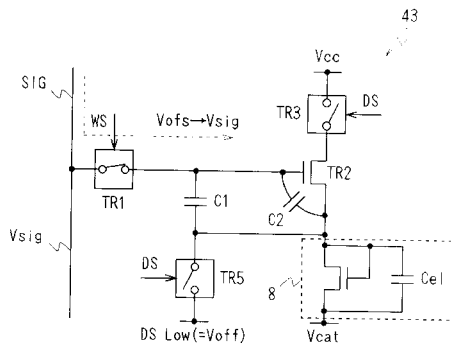 43
Vcc
SIG
DS
TR3
WS
Vofs→Vsig
TR2
TR1
C1
C2
Vsig
DS
TR5
Cel
8
DS Low(=Voff)
Vcat